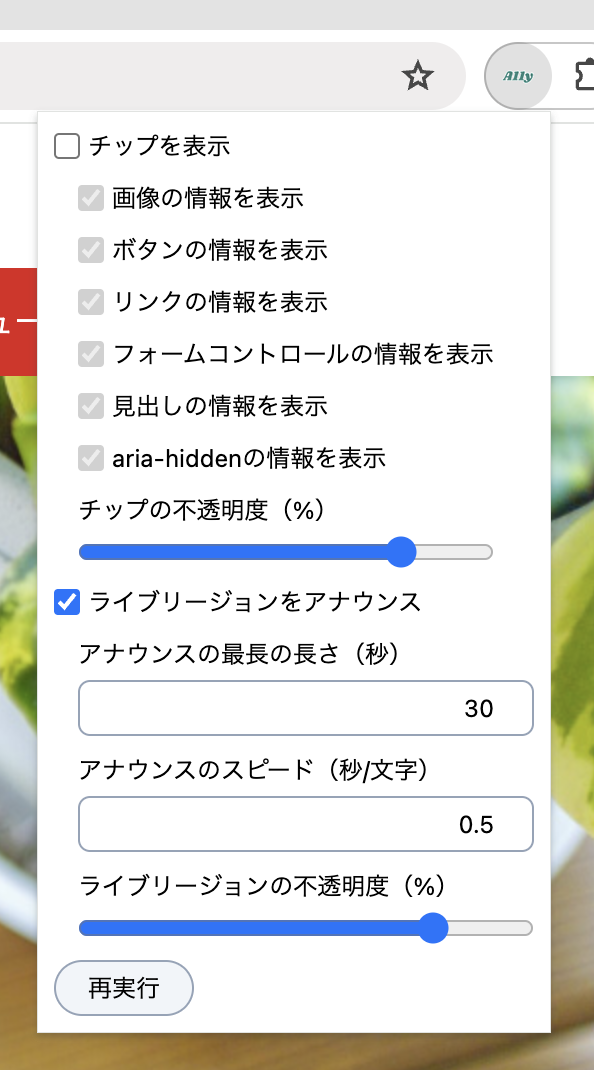 A11y
チップを表示
画像の情報を表示
ボタンの情報を表示
リンクの情報を表示
フォームコントロールの情報を表示
見出しの情報を表示
aria-hiddenの情報を表示
チップの不透明度（%）
ライブリージョンをアナウンス
アナウンスの最長の長さ（秒）
30
アナウンスのスピード（秒/文字）
0.5
ライブリージョンの不透明度（%）
再実行